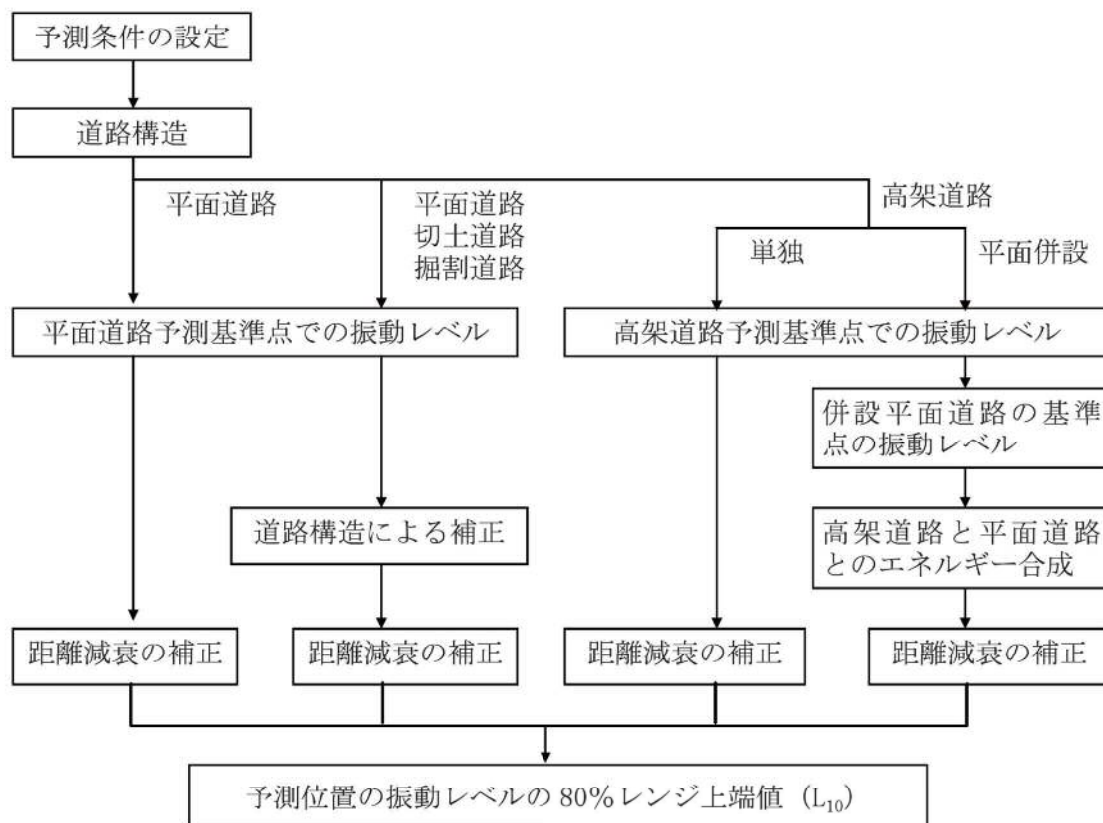 予測条件の設定
道路構造
平面道路
平面道路
切土道路
掘割道路
高架道路
単独
平面併設
平面道路予測基準点での振動レベル
高架道路予測基準点での振動レベル
併設平面道路の基準
点の振動レベル
道路構造による補正
高架道路と平面道路
とのエネルギー合成
距離減衰の補正
距離減衰の補正
距離減衰の補正
距離減衰の補正
予測位置の振動レベルの 80%レンジ上端値（L₁₀）